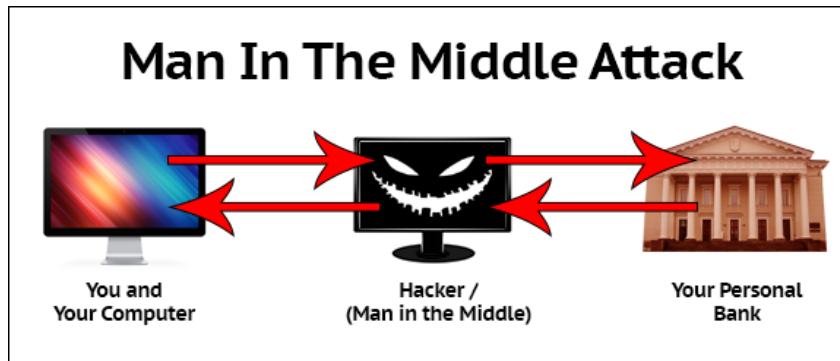 Man In The Middle Attack
You and
Your Computer
Hacker /
(Man in the Middle)
Your Personal
Bank